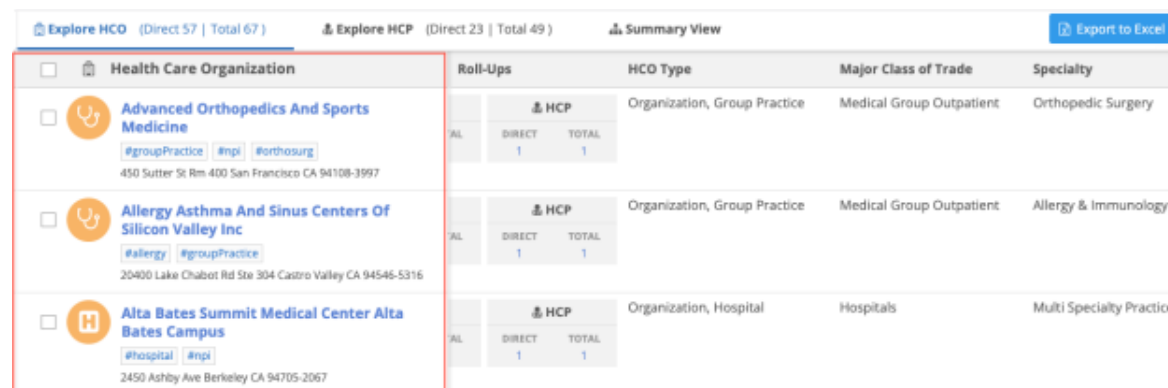 Explore HCO (Direct 57 | Total 67 ) Explore HCP (Direct 23 | Total 49 ) Summary View Export to Excel
Health Care Organization Roll-Ups HCO Type Major Class of Trade Specialty
Advanced Orthopedics And Sports
Medicine
#groupPractice #npi #orthosurg
450 Sutter St Rm 400 San Francisco CA 94108-3997
HCP
DIRECT TOTAL
1 1
Organization, Group Practice Medical Group Outpatient Orthopedic Surgery
Allergy Asthma And Sinus Centers Of
Silicon Valley Inc
#allergy #groupPractice
20400 Lake Chabot Rd Ste 304 Castro Valley CA 94546-5316
HCP
DIRECT TOTAL
1 1
Organization, Group Practice Medical Group Outpatient Allergy & Immunology
H
Alta Bates Summit Medical Center Alta
Bates Campus
#hospital #npi
2450 Ashby Ave Berkeley CA 94705-2067
HCP
DIRECT TOTAL
1 1
Organization, Hospital Hospitals Multi Specialty Practice